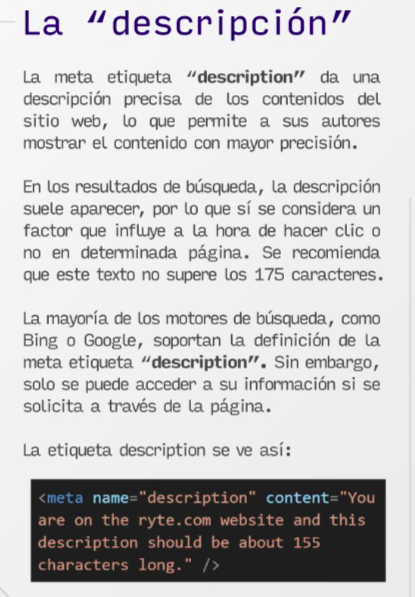 La “descripción”
La meta etiqueta “description” da una
descripción precisa de los contenidos del
sitio web, lo que permite a sus autores
mostrar el contenido con mayor precisión.
En los resultados de búsqueda, la descripción
suele aparecer, por lo que sí se considera un
factor que influye a la hora de hacer clic o
no en determinada página. Se recomienda
que este texto no supere los 175 caracteres.
La mayoría de los motores de búsqueda, como
Bing o Google, soportan la definición de la
meta etiqueta “description”. Sin embargo,
solo se puede acceder a su información si se
solicita a través de la página.
La etiqueta description se ve así:
<meta name="description" content="You
are on the ryte.com website and this
description should be about 155
characters long." />